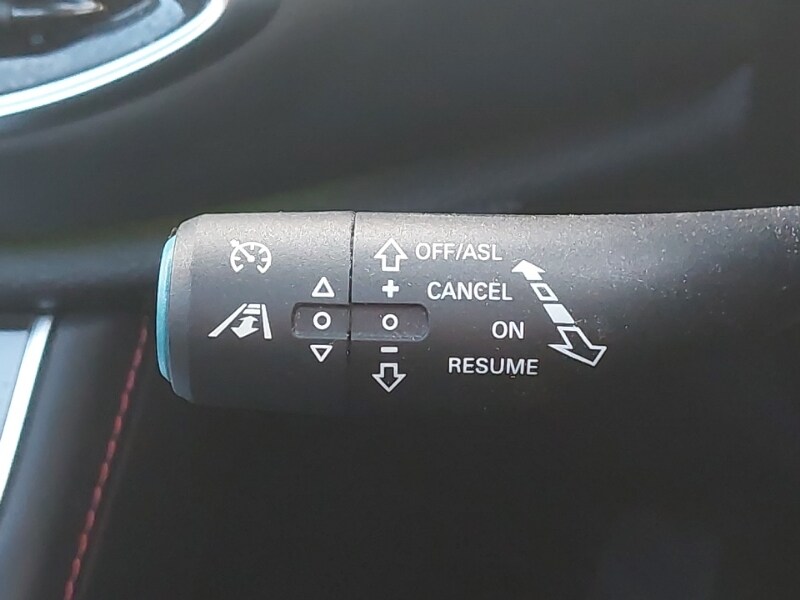 OFF/ASL
+ CANCEL
ON
- RESUME